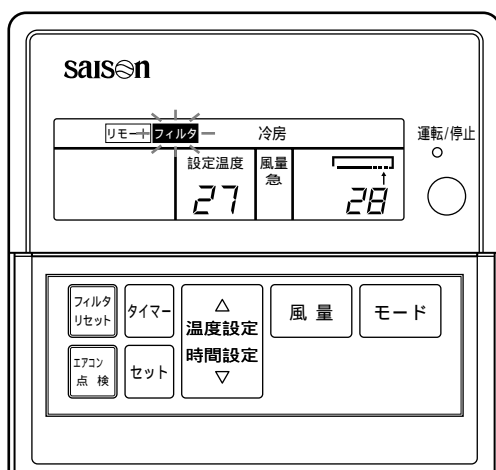 saison
リモート フィルタ 冷房
運転/停止
設定温度 風量 急
27 28
フィルタ リセット
タイマー
温度設定
時間設定
風 量
モード
エアコン 点 検
セット